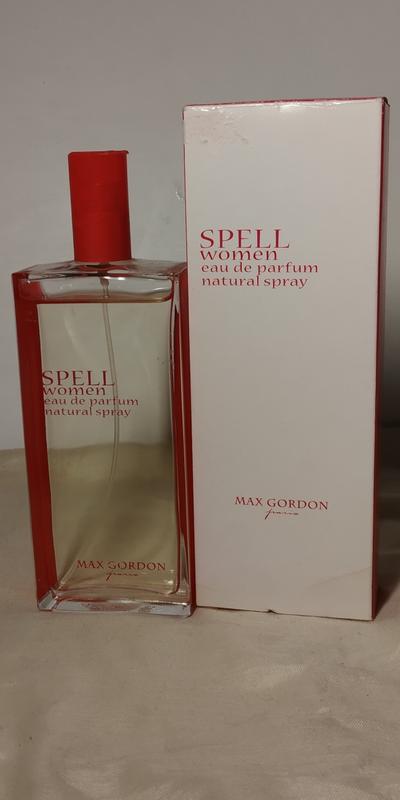 SPELL
women
eau de parfum
natural spray
MAX GORDON
paris
SPELL
women
eau de parfum
natural spray
MAX GORDON
paris